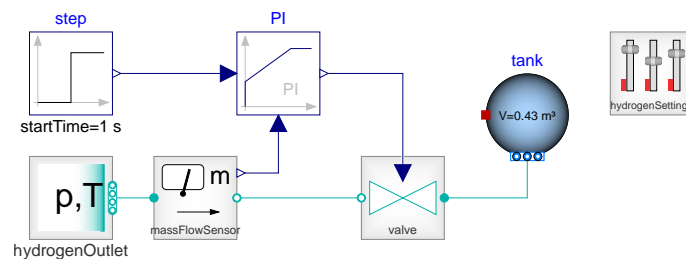 step
PI
tank
PI
V=0.43 m³
hydrogenSetting
startTime=1 s
p,T
m
massFlowSensor
valve
hydrogenOutlet